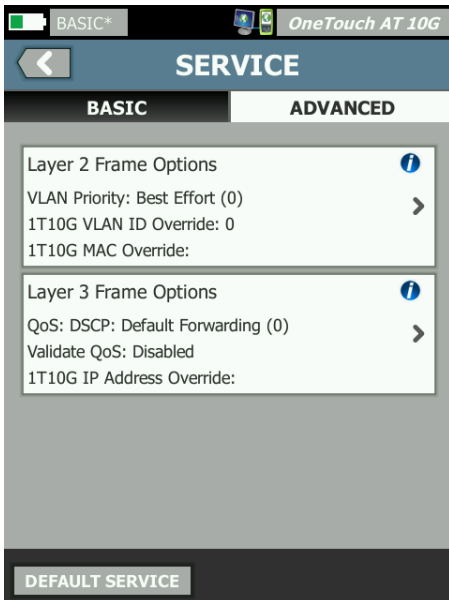 BASIC*
OneTouch AT 10G
SERVICE
BASIC
ADVANCED
Layer 2 Frame Options
VLAN Priority: Best Effort (0)
1T10G VLAN ID Override: 0
1T10G MAC Override:
Layer 3 Frame Options
QoS: DSCP: Default Forwarding (0)
Validate QoS: Disabled
1T10G IP Address Override:
DEFAULT SERVICE